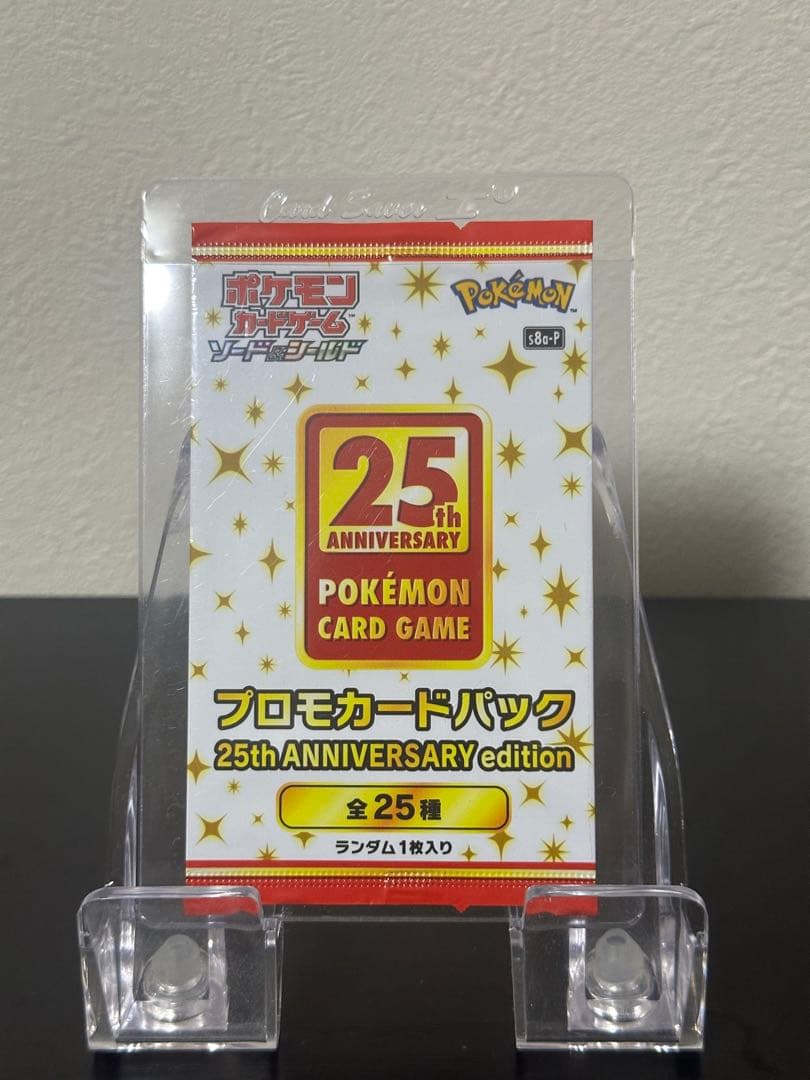 Card Saver
ポケモン
カードゲーム
ソード&シールド
POKéMON
s8a-P
25th
ANNIVERSARY
POKÉMON
CARD GAME
プロモカードパック
25th ANNIVERSARY edition
全25種
ランダム1枚入り